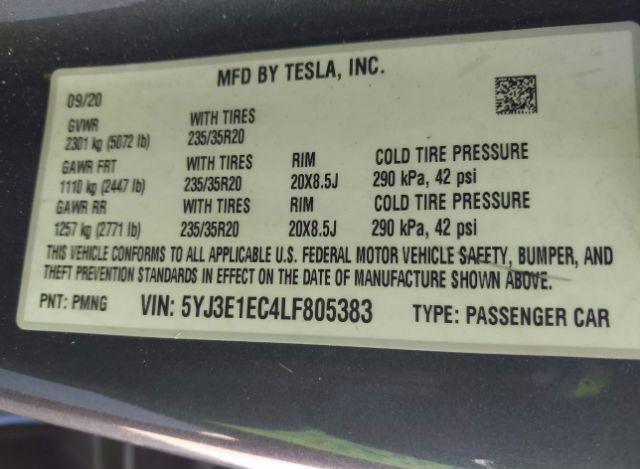 MFD BY TESLA, INC.
09/20
GVWR WITH TIRES
2301 kg (5072 lb) 235/35R20
GAWR FRT WITH TIRES RIM COLD TIRE PRESSURE
1110 kg (2447 lb) 235/35R20 20X8.5J 290 kPa, 42 psi
GAWR RR WITH TIRES RIM COLD TIRE PRESSURE
1257 kg (2771 lb) 235/35R20 20X8.5J 290 kPa, 42 psi
THIS VEHICLE CONFORMS TO ALL APPLICABLE U.S. FEDERAL MOTOR VEHICLE SAFETY, BUMPER, AND
THEFT PREVENTION STANDARDS IN EFFECT ON THE DATE OF MANUFACTURE SHOWN ABOVE.
PNT: PMNG VIN: 5YJ3E1EC4LF805383 TYPE: PASSENGER CAR